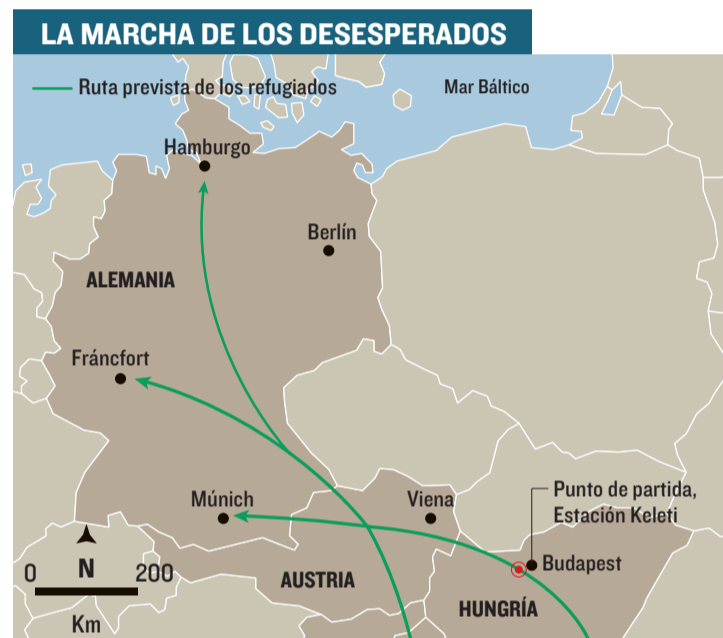 LA MARCHA DE LOS DESESPERADOS
Ruta prevista de los refugiados
Mar Báltico
Hamburgo
Berlín
ALEMANIA
Fráncfort
Múnich
Viena
Punto de partida,
Estación Keleti
Budapest
AUSTRIA
HUNGRÍA
0 N 200
Km